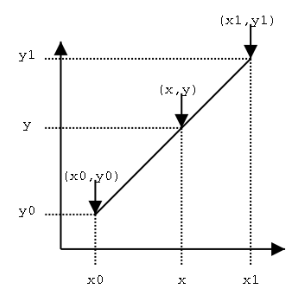 (x1,y1)
y1
(x,y)
y
(x0,y0)
y0
x0 x x1